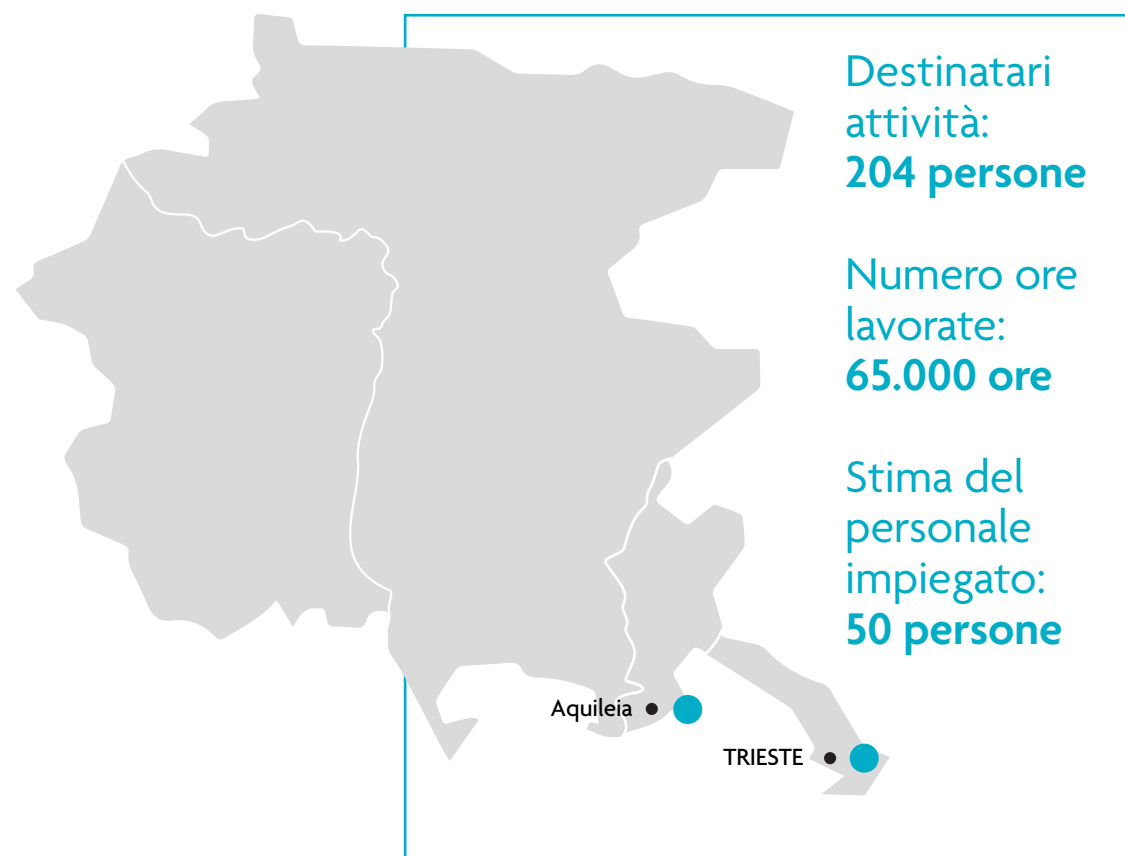 Destinatari
attività:
204 persone
Numero ore
lavorate:
65.000 ore
Stima del
personale
impiegato:
50 persone
Aquileia
TRIESTE